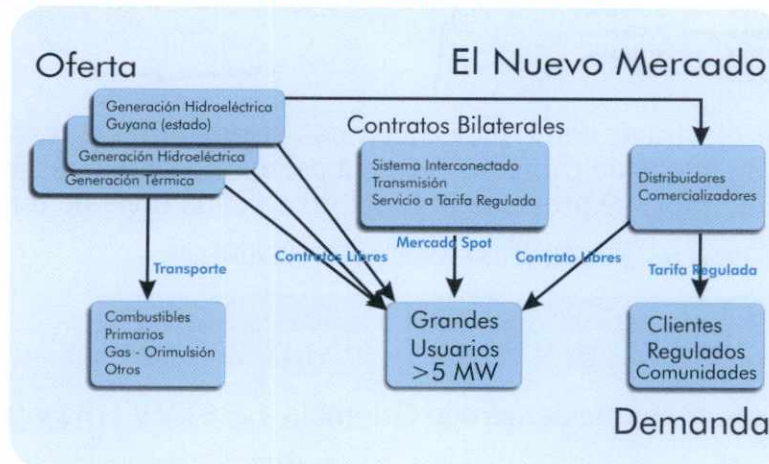 Oferta
El Nuevo Mercado
Generación Hidroeléctrica
Guyana (estado)
Generación Hidroeléctrica
Generación Térmica
Contratos Bilaterales
Sistema Interconectado
Transmisión
Servicio a Tarifa Regulada
Distribuidores
Comercializadores
Transporte
Contratos Libres
Mercado Spot
Contrato Libres
Tarifa Regulada
Combustibles
Primarios
Gas - Orimulsión
Otros
Grandes
Usuarios
>5 MW
Clientes
Regulados
Comunidades
Demanda